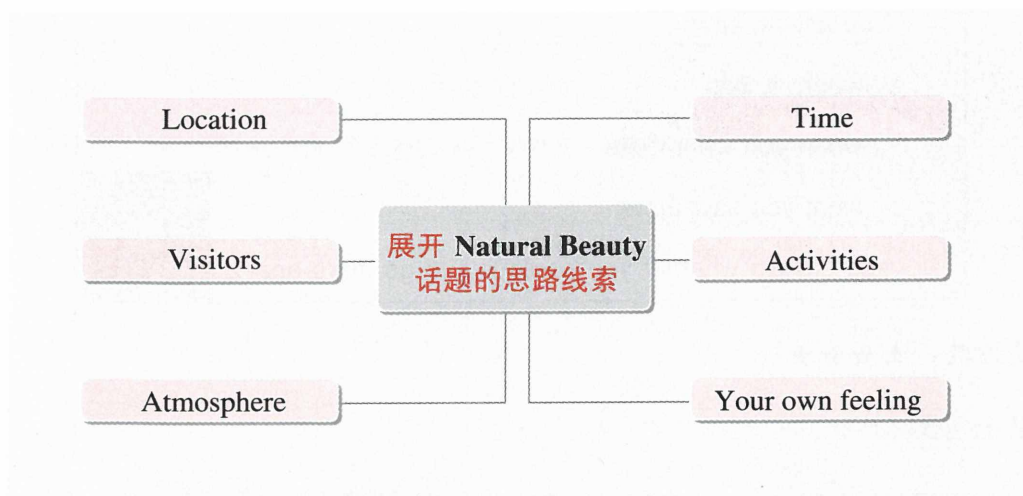 Location
Time
Visitors
展开 Natural Beauty
话题的思路线索
Activities
Atmosphere
Your own feeling